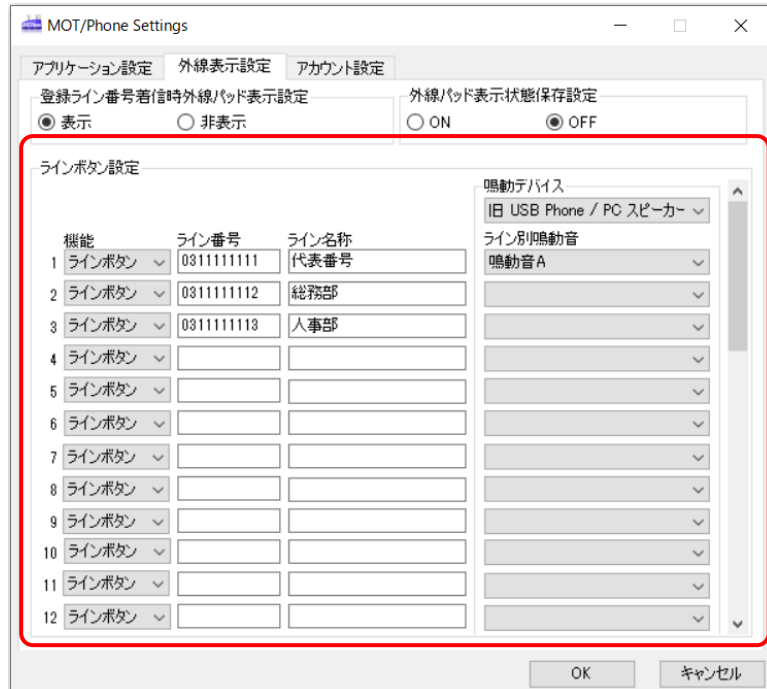 MOT/Phone Settings
アプリケーション設定 外線表示設定 アカウント設定
登録ライン番号着信時外線パッド表示設定 外線パッド表示状態保存設定
表示 非表示 ON OFF
ラインボタン設定
鳴動デバイス
旧 USB Phone / PC スピーカー
機能 ライン番号 ライン名称 ライン別鳴動音
1 ラインボタン 0311111111 代表番号 鳴動音A
2 ラインボタン 0311111112 総務部
3 ラインボタン 0311111113 人事部
4 ラインボタン
5 ラインボタン
6 ラインボタン
7 ラインボタン
8 ラインボタン
9 ラインボタン
10 ラインボタン
11 ラインボタン
12 ラインボタン
OK キャンセル